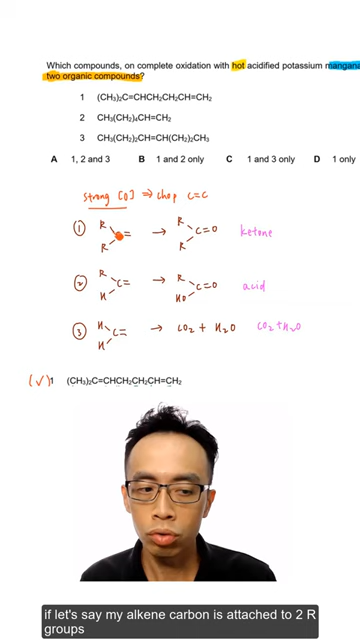 Which compounds, on complete oxidation with hot acidified potassium mangana
two organic compounds?
1 (CH₃)₂C=CHCH₂CH₂CH=CH₂
2 CH₃(CH₂)₄CH=CH₂
3 CH₃(CH₂)₂CH=CH(CH₂)₂CH₃
A 1, 2 and 3 B 1 and 2 only C 1 and 3 only D 1 only
strong [O] ⇒ chop C=C
① R R C= → R R C=O ketone
② R H C= → R HO C=O acid
③ H H C= → CO₂ + H₂O CO₂+H₂O
(✓) 1 (CH₃)₂C=CHCH₂CH₂CH=CH₂
if let's say my alkene carbon is attached to 2 R
groups